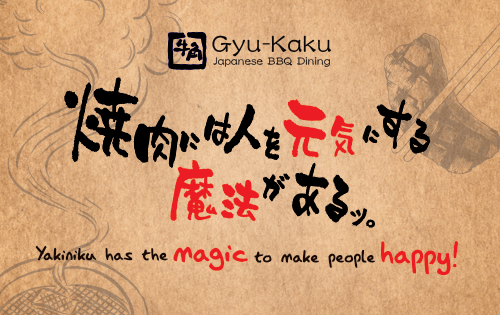 牛角 Gyu-Kaku
Japanese BBQ Dining
焼肉には人を元気にする
魔法があるッ。
Yakiniku has the magic to make people happy!